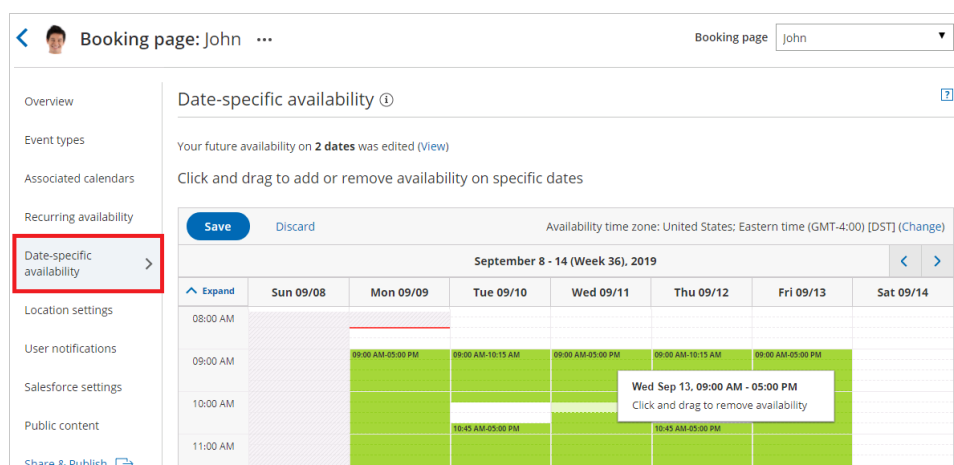 Booking page: John ...
Booking page John
Overview
Event types
Associated calendars
Recurring availability
Date-specific
availability
Location settings
User notifications
Salesforce settings
Public content
Share & Publish
Date-specific availability
?
Your future availability on 2 dates was edited (View)
Click and drag to add or remove availability on specific dates
Save Discard Availability time zone: United States; Eastern time (GMT-4:00) [DST] (Change)
September 8 - 14 (Week 36), 2019
Expand Sun 09/08 Mon 09/09 Tue 09/10 Wed 09/11 Thu 09/12 Fri 09/13 Sat 09/14
08:00 AM
09:00 AM 09:00 AM-05:00 PM 09:00 AM-10:15 AM 09:00 AM-05:00 PM 09:00 AM-10:15 AM 09:00 AM-05:00 PM
Wed Sep 13, 09:00 AM - 05:00 PM
Click and drag to remove availability
10:00 AM
10:45 AM-05:00 PM 10:45 AM-05:00 PM
11:00 AM